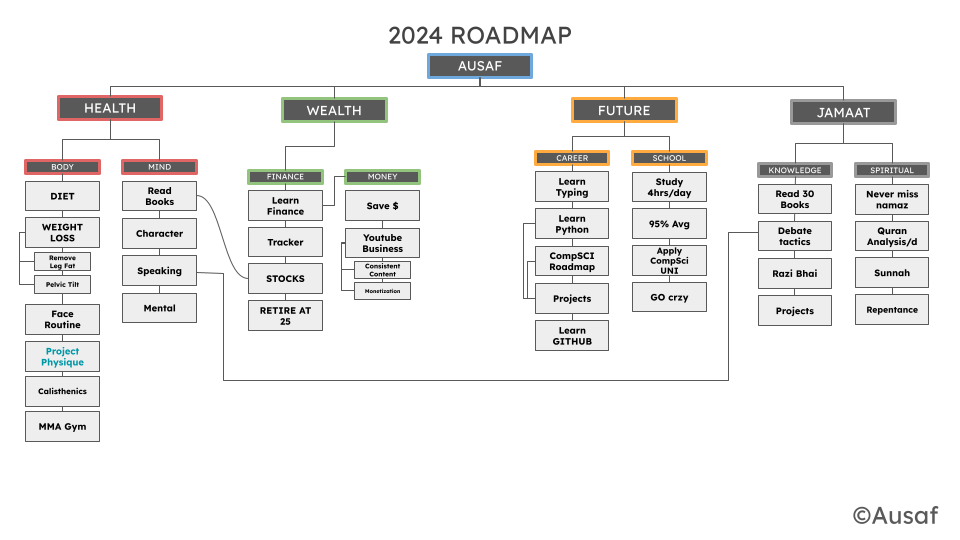 2024 ROADMAP
AUSAF
HEALTH
WEALTH
FUTURE
JAMAAT
BODY
DIET
WEIGHT
LOSS
Remove
Leg Fat
Pelvic Tilt
Face
Routine
Project
Physique
Calisthenics
MMA Gym
MIND
Read
Books
Character
Speaking
Mental
FINANCE
Learn
Finance
Tracker
STOCKS
RETIRE AT
25
MONEY
Save $
Youtube
Business
Consistent
Content
Monetization
CAREER
Learn
Typing
Learn
Python
CompSCI
Roadmap
Projects
Learn
GITHUB
SCHOOL
Study
4hrs/day
95% Avg
Apply
CompSci
UNI
GO crzy
KNOWLEDGE
Read 30
Books
Debate
tactics
Razi Bhai
Projects
SPIRITUAL
Never miss
namaz
Quran
Analysis/d
Sunnah
Repentance
©Ausaf